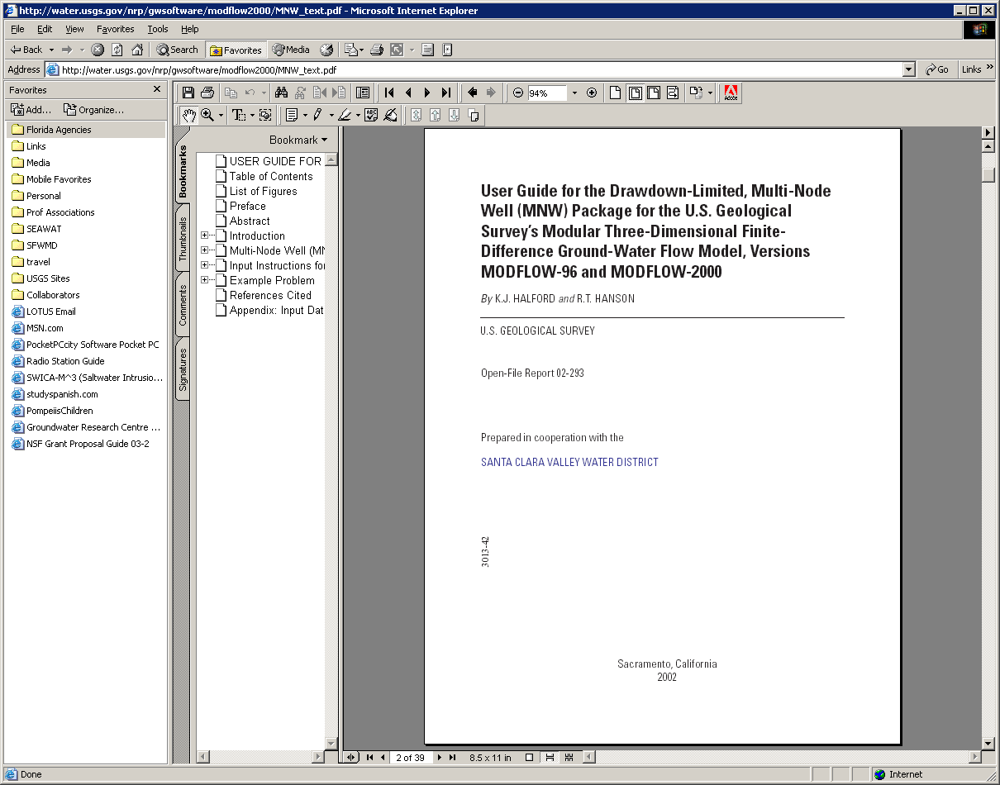 http://water.usgs.gov/nrp/gwsoftware/modflow2000/MNW_text.pdf - Microsoft Internet Explorer
File Edit View Favorites Tools Help
Back Search Favorites Media
Address http://water.usgs.gov/nrp/gwsoftware/modflow2000/MNW_text.pdf Go Links »
Favorites
Add... Organize...
Florida Agencies
Links
Media
Mobile Favorites
Personal
Prof Associations
SEAWAT
SFWMD
travel
USGS Sites
Collaborators
LOTUS Email
MSN.com
PocketPCcity Software Pocket PC
Radio Station Guide
SWICA-M^3 (Saltwater Intrusio...
studyspanish.com
PompeiisChildren
Groundwater Research Centre ...
NSF Grant Proposal Guide 03-2
94%
Adobe
Bookmarks
Thumbnails
Comments
Signatures
Bookmark
USER GUIDE FOR
Table of Contents
List of Figures
Preface
Abstract
Introduction
Multi-Node Well (MN
Input Instructions for
Example Problem
References Cited
Appendix: Input Dat
User Guide for the Drawdown-Limited, Multi-Node
Well (MNW) Package for the U.S. Geological
Survey's Modular Three-Dimensional Finite-
Difference Ground-Water Flow Model, Versions
MODFLOW-96 and MODFLOW-2000
By K.J. HALFORD and R.T. HANSON
U.S. GEOLOGICAL SURVEY
Open-File Report 02-293
Prepared in cooperation with the
SANTA CLARA VALLEY WATER DISTRICT
3013-42
Sacramento, California
2002
2 of 39 8.5 x 11 in
Done Internet